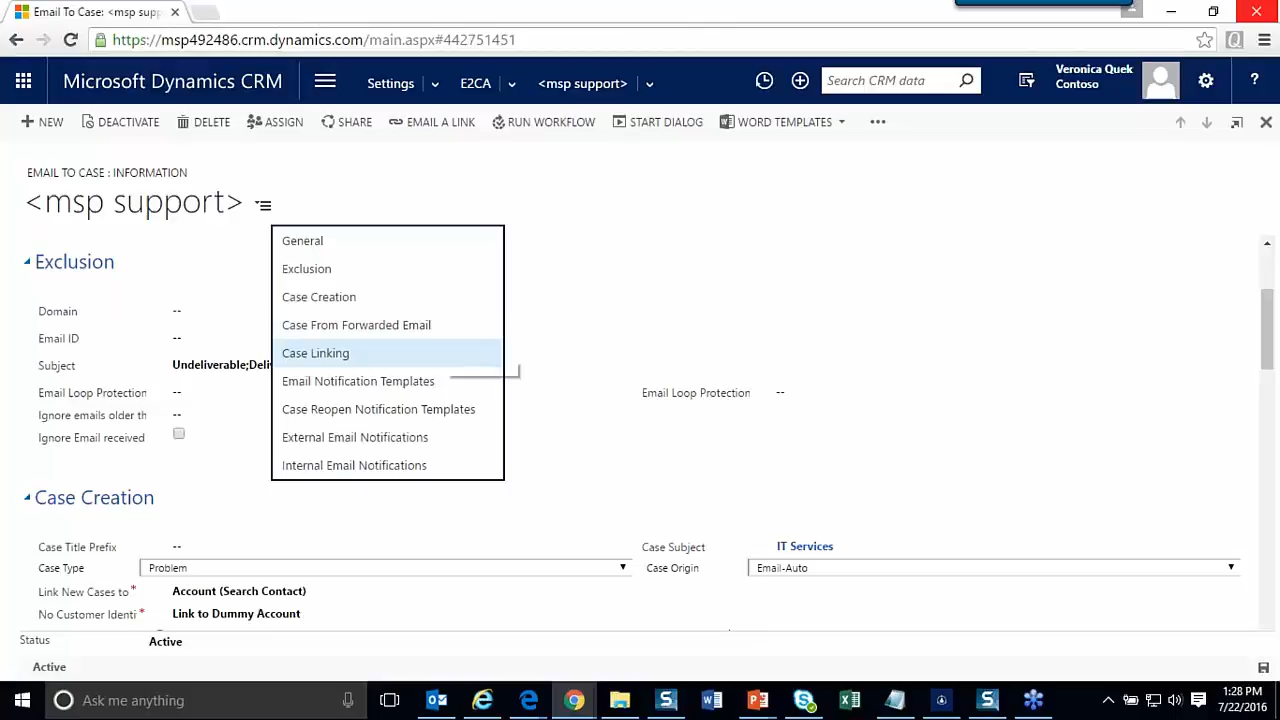 Email To Case: <msp supp
https://msp492486.crm.dynamics.com/main.aspx#442751451
Microsoft Dynamics CRM
Settings
E2CA
<msp support>
Search CRM data
Veronica Quek
Contoso
?
NEW
DEACTIVATE
DELETE
ASSIGN
SHARE
EMAIL A LINK
RUN WORKFLOW
START DIALOG
WORD TEMPLATES
EMAIL TO CASE : INFORMATION
<msp support>
General
Exclusion
Case Creation
Case From Forwarded Email
Case Linking
Email Notification Templates
Case Reopen Notification Templates
External Email Notifications
Internal Email Notifications
Exclusion
Domain --
Email ID --
Subject Undeliverable;Deli
Email Loop Protection -- Email Loop Protection --
Ignore emails older th --
Ignore Email received
Case Creation
Case Title Prefix -- Case Subject IT Services
Case Type Problem Case Origin Email-Auto
Link New Cases to * Account (Search Contact)
No Customer Identi * Link to Dummy Account
Status Active
Active
Ask me anything
1:28 PM
7/22/2016